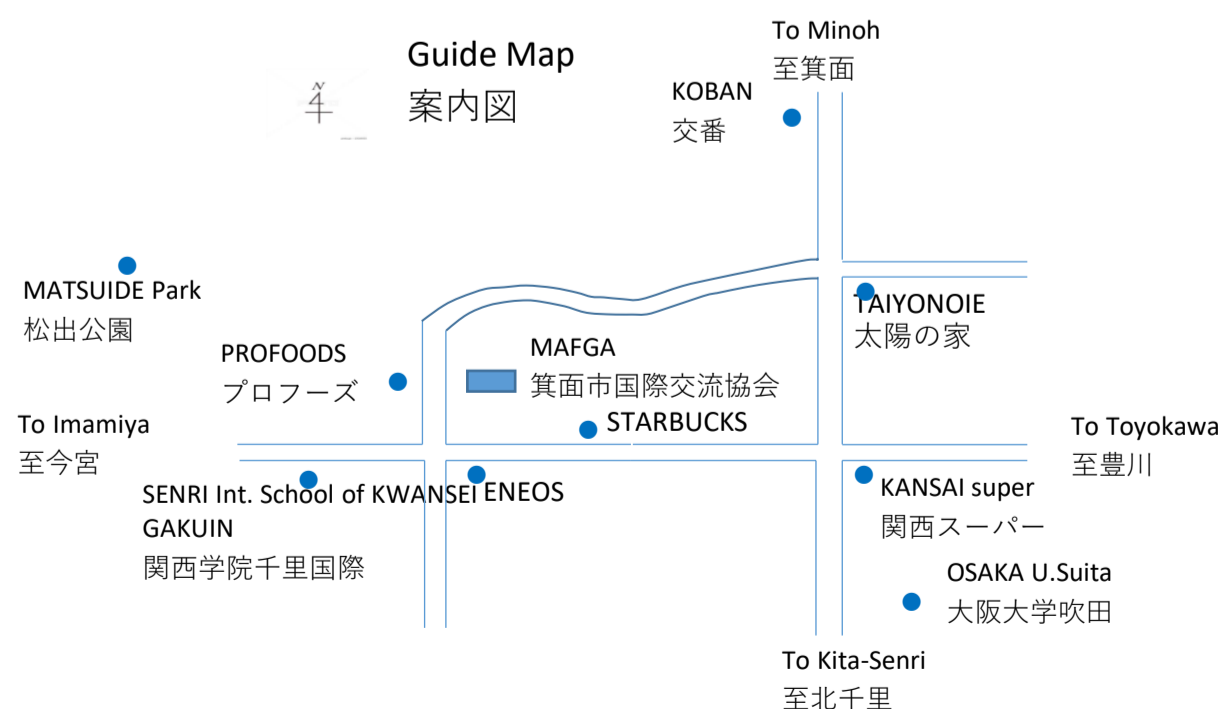 Guide Map
案内図
N
To Minoh
至箕面
KOBAN
交番
MATSUIDE Park
松出公園
TAIYONOIE
太陽の家
PROFOODS
プロフーズ
MAFGA
箕面市国際交流協会
STARBUCKS
To Imamiya
至今宮
To Toyokawa
至豊川
SENRI Int. School of KWANSEI
GAKUIN
関西学院千里国際
ENEOS
KANSAI super
関西スーパー
OSAKA U.Suita
大阪大学吹田
To Kita-Senri
至北千里